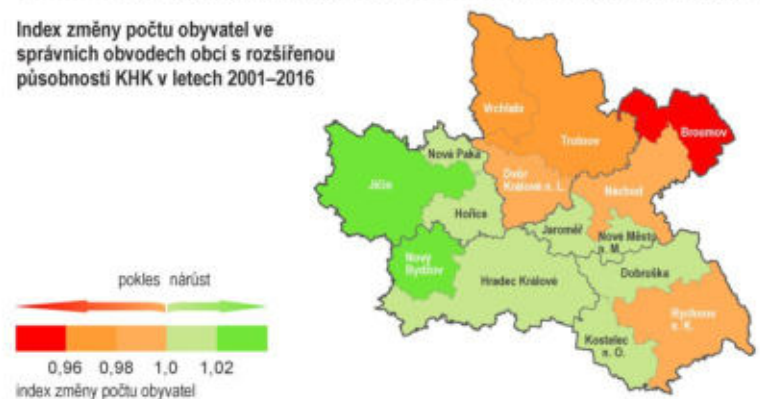 Index změny počtu obyvatel ve
správních obvodech obcí s rozšířenou
působností KHK v letech 2001–2016
Vrchlabí
Trutnov
Broumov
Nová Paka
Dvůr
Králové n. L.
Jičín
Náchod
Hořice
Jaroměř
Nové Město
n. M.
Nový
Bydžov
Dobruška
Hradec Králové
Rychnov
n. K.
Kostelec
n. O.
pokles nárůst
0,96 0,98 1,0 1,02
index změny počtu obyvatel